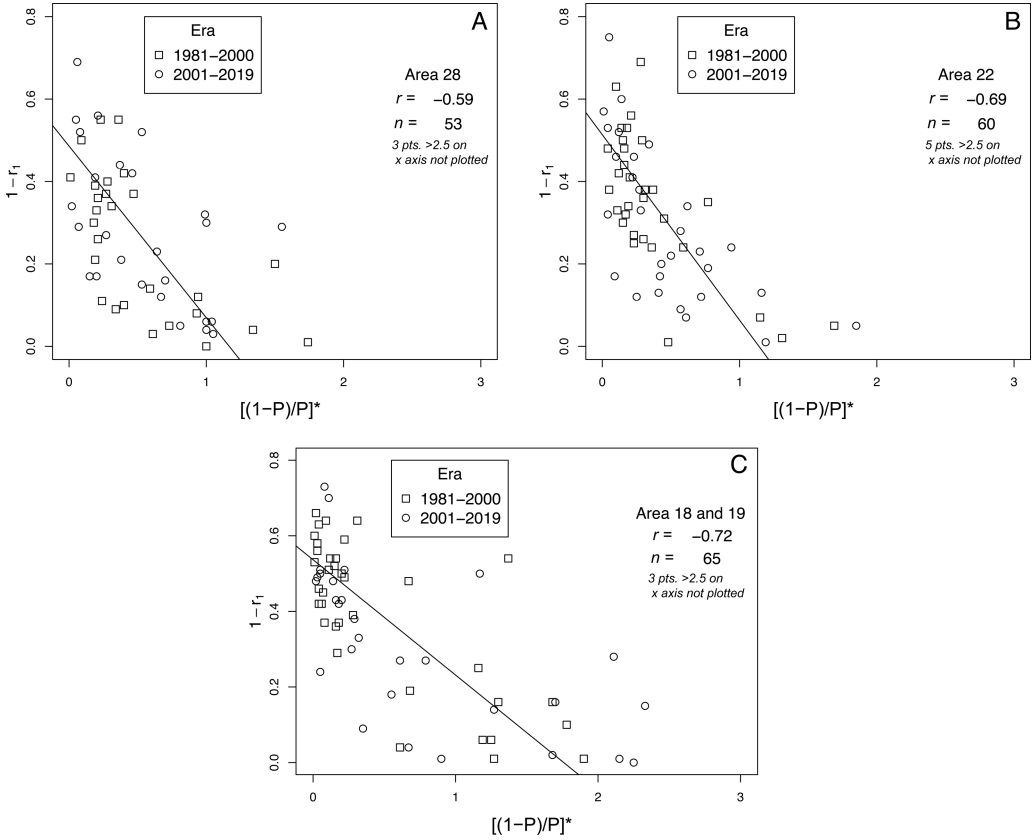 A
Era
1981−2000
2001−2019
Area 28
r = −0.59
n = 53
3 pts. >2.5 on
x axis not plotted
0.8
0.6
0.4
0.2
0.0
1 − r1
0 1 2 3
[(1−P)/P]*
B
Era
1981−2000
2001−2019
Area 22
r = −0.69
n = 60
5 pts. >2.5 on
x axis not plotted
0.8
0.6
0.4
0.2
0.0
1 − r1
0 1 2 3
[(1−P)/P]*
C
Era
1981−2000
2001−2019
Area 18 and 19
r = −0.72
n = 65
3 pts. >2.5 on
x axis not plotted
0.8
0.6
0.4
0.2
0.0
1 − r1
0 1 2 3
[(1−P)/P]*